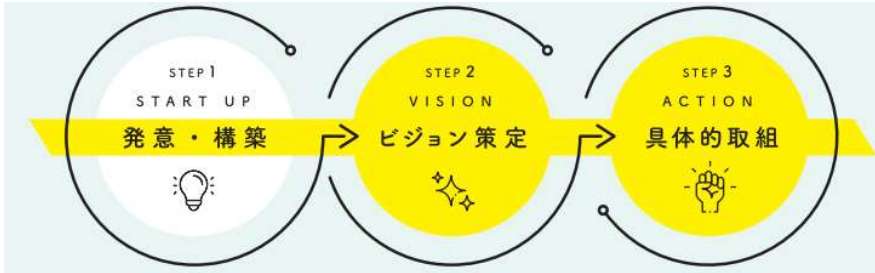 STEP 1
START UP
発意・構築
STEP 2
VISION
ビジョン策定
STEP 3
ACTION
具体的取組